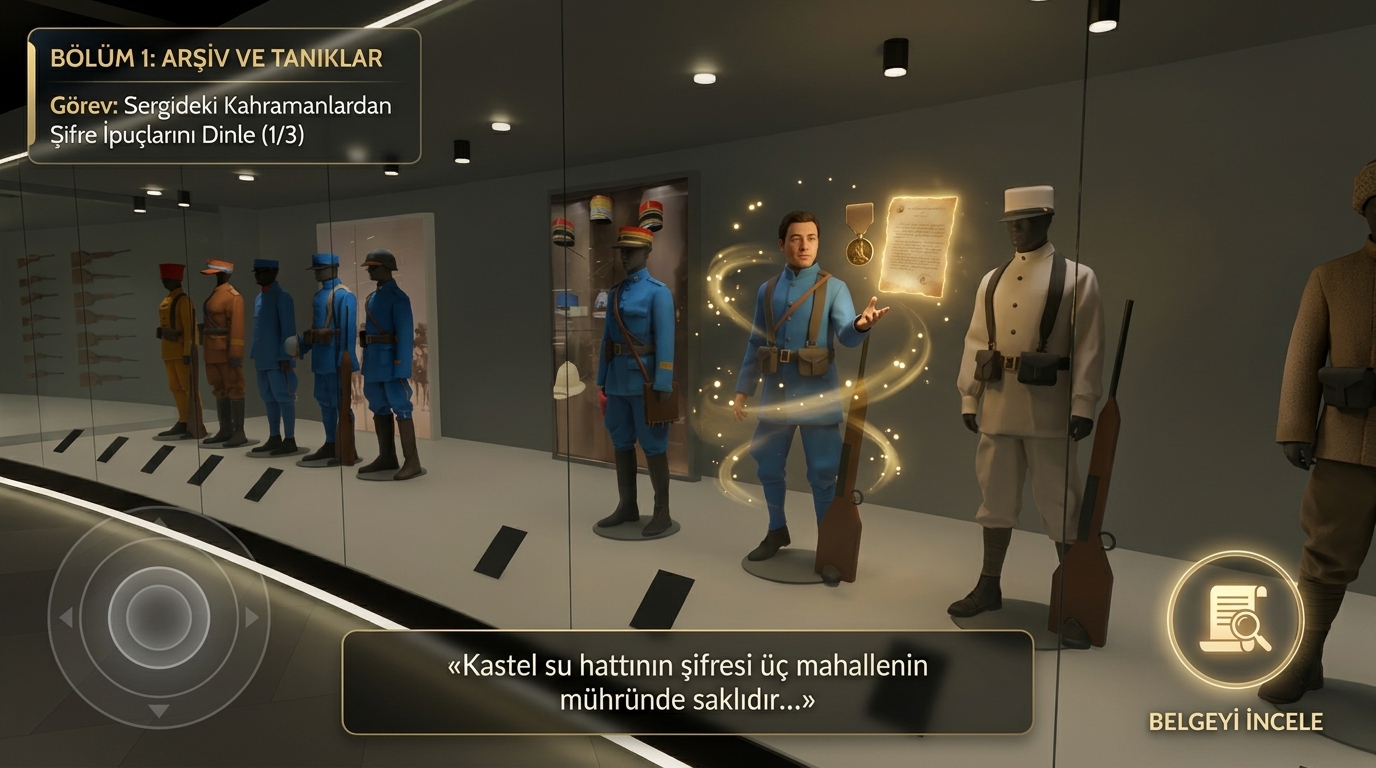 BÖLÜM 1: ARŞİV VE TANIKLAR
Görev: Sergideki Kahramanlardan
Şifre İpuçlarını Dinle (1/3)
«Kastel su hattının şifresi üç mahallenin
mühründe saklıdır...»
BELGEYİ İNCELE